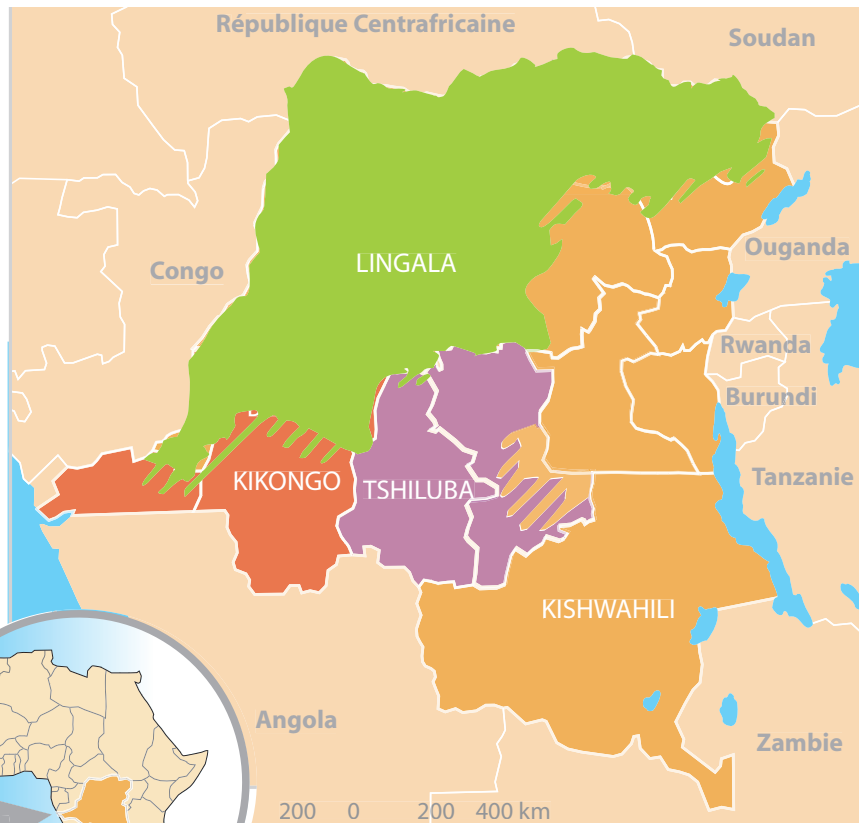 République Centrafricaine
Soudan
Ouganda
Congo
LINGALA
Rwanda
Burundi
KIKONGO
TSHILUBA
Tanzanie
KISHWAHILI
Angola
Zambie
200 0 200 400 km